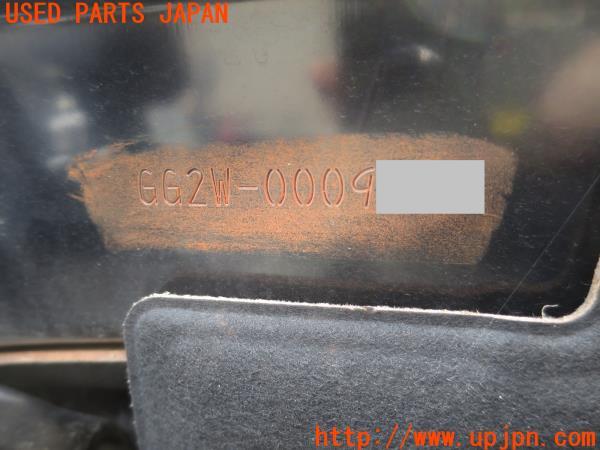 USED PARTS JAPAN
GG2W-0009
http://www.upjpn.com